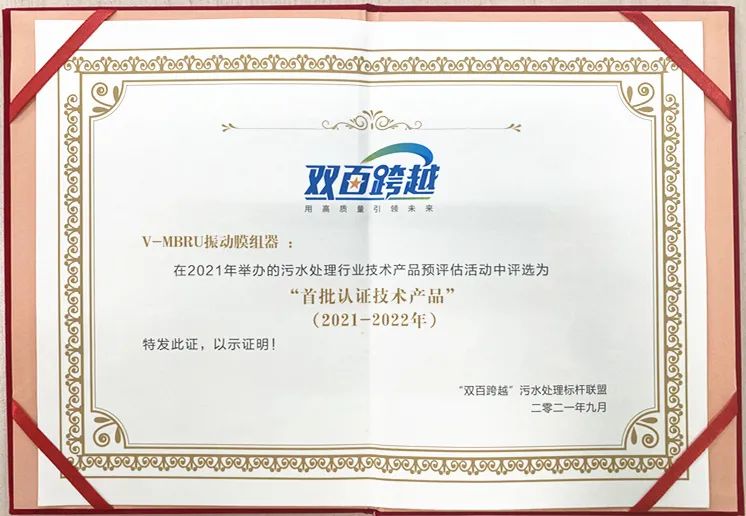 双百跨越
用高质量引领未来
V-MBRU振动膜组器：
在2021年举办的污水处理行业技术产品预评估活动中评选为
“首批认证技术产品”
（2021-2022年）
特发此证，以示证明！
“双百跨越”污水处理标杆联盟
二零二一年九月